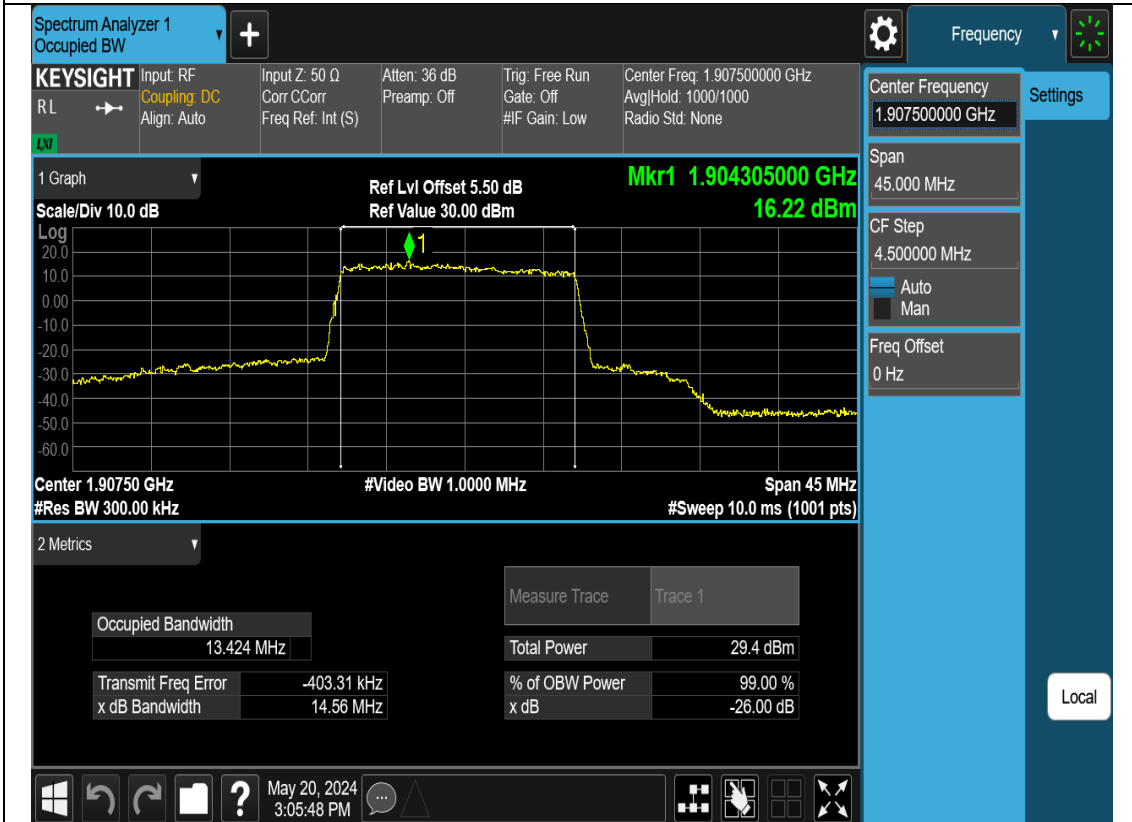 Spectrum Analyzer 1
Occupied BW
+
Frequency
KEYSIGHT
RL
LXI
Input: RF
Coupling: DC
Align: Auto
Input Z: 50 Ω
Corr CCorr
Freq Ref: Int (S)
Atten: 36 dB
Preamp: Off
Trig: Free Run
Gate: Off
#IF Gain: Low
Center Freq: 1.907500000 GHz
Avg|Hold: 1000/1000
Radio Std: None
Center Frequency
1.907500000 GHz
Settings
Span
45.000 MHz
CF Step
4.500000 MHz
Auto
Man
Freq Offset
0 Hz
Local
1 Graph
Ref Lvl Offset 5.50 dB
Mkr1 1.904305000 GHz
Scale/Div 10.0 dB
Ref Value 30.00 dBm
16.22 dBm
Log
1
20.0
10.0
0.00
-10.0
-20.0
-30.0
-40.0
-50.0
-60.0
Center 1.90750 GHz
#Video BW 1.0000 MHz
Span 45 MHz
#Res BW 300.00 kHz
#Sweep 10.0 ms (1001 pts)
2 Metrics
Measure Trace Trace 1
Occupied Bandwidth
13.424 MHz
Total Power 29.4 dBm
Transmit Freq Error -403.31 kHz
% of OBW Power 99.00 %
x dB Bandwidth 14.56 MHz
x dB -26.00 dB
?
May 20, 2024
3:05:48 PM